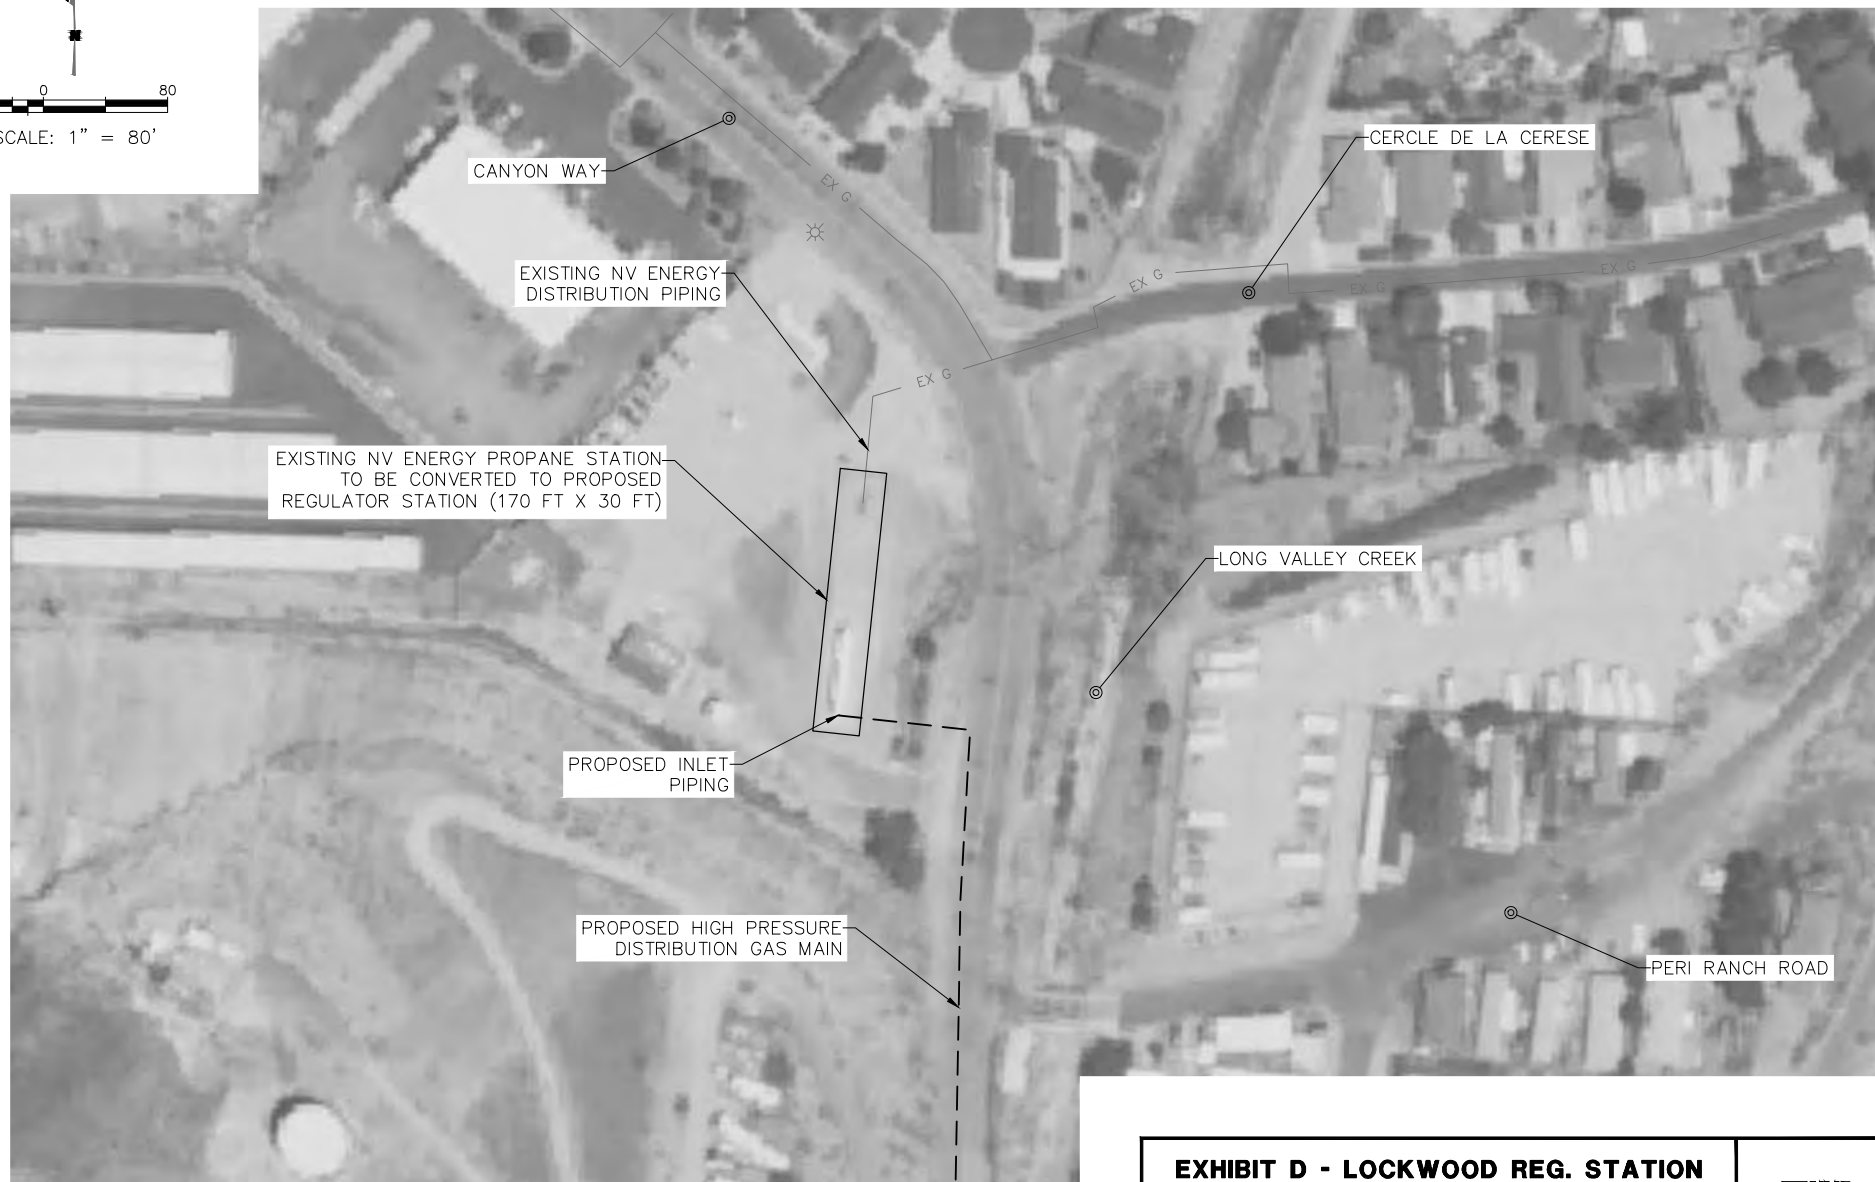 0 80
SCALE: 1" = 80'
CANYON WAY
CERCLE DE LA CERESE
EX G
EXISTING NV ENERGY
DISTRIBUTION PIPING
EX G
EX G
EX G
EX G
EXISTING NV ENERGY PROPANE STATION
TO BE CONVERTED TO PROPOSED
REGULATOR STATION (170 FT X 30 FT)
LONG VALLEY CREEK
PROPOSED INLET
PIPING
PROPOSED HIGH PRESSURE
DISTRIBUTION GAS MAIN
PERI RANCH ROAD
EXHIBIT D - LOCKWOOD REG. STATION